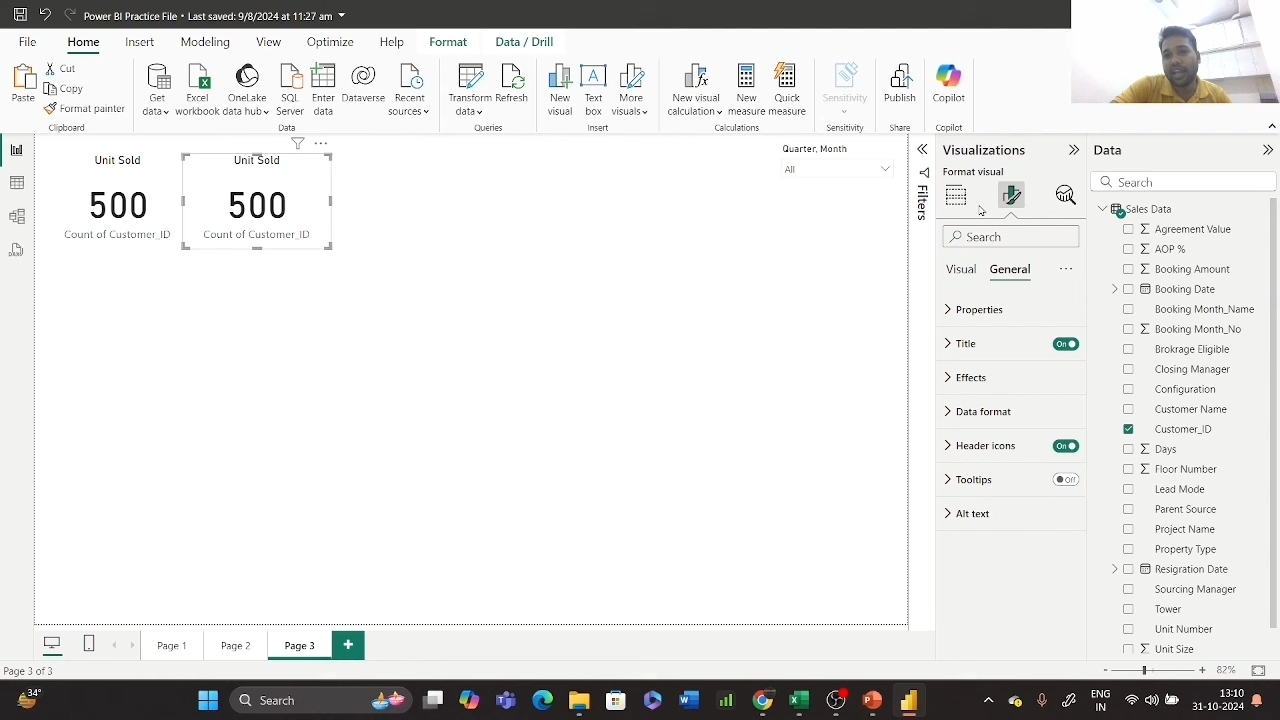 Power BI Practice File • Last saved: 9/8/2024 at 11:27 am
File Home Insert Modeling View Optimize Help Format Data / Drill
Paste
Cut
Copy
Format painter
Clipboard
Get data
Excel workbook
OneLake data hub
SQL Server
Enter data
Dataverse
Recent sources
Data
Transform data
Refresh
Queries
New visual
Text box
More visuals
Insert
New visual calculation
New measure
Quick measure
Calculations
Sensitivity
Sensitivity
Publish
Share
Copilot
Copilot
Unit Sold
500
Count of Customer_ID
Unit Sold
500
Count of Customer_ID
Quarter, Month
All
Filters
Visualizations
Format visual
Search
Visual General
Properties
Title On
Effects
Data format
Header icons On
Tooltips Off
Alt text
Data
Search
Sales Data
Agreement Value
AOP %
Booking Amount
Booking Date
Booking Month_Name
Booking Month_No
Brokrage Eligible
Closing Manager
Configuration
Customer Name
Customer_ID
Days
Floor Number
Lead Mode
Parent Source
Project Name
Property Type
Resigration Date
Sourcing Manager
Tower
Unit Number
Unit Size
Page 1 Page 2 Page 3
Page 3 of 3
82%
34°
Search
ENG
IN
13:10
31-10-2024